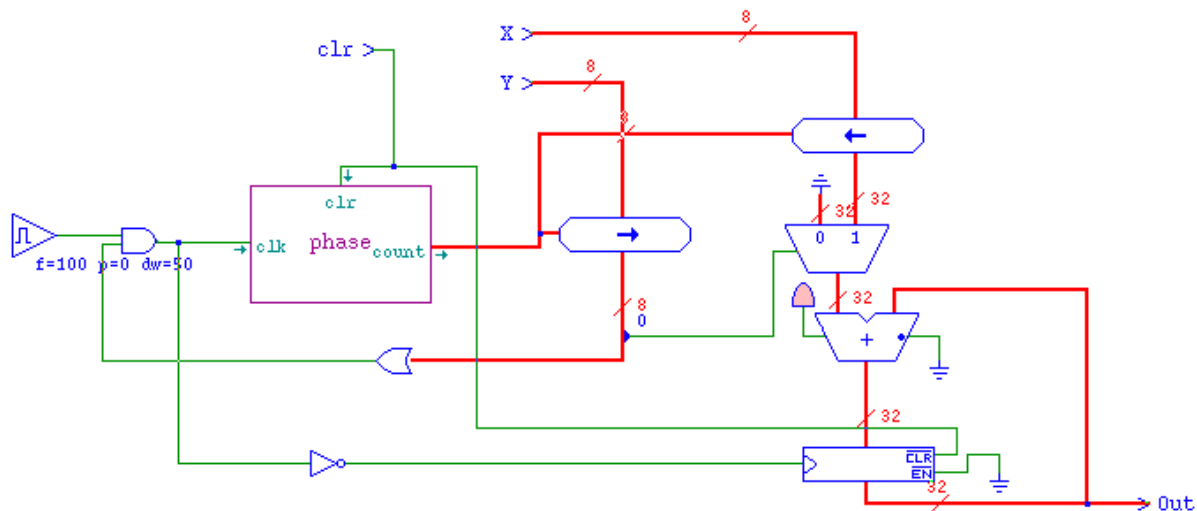 8
X
clr
Y
8
8
32
32
clr
0 1
phase
clk
count
f=100 p=0 dw=50
8
0
32
+
32
CLR
EN
32
Out